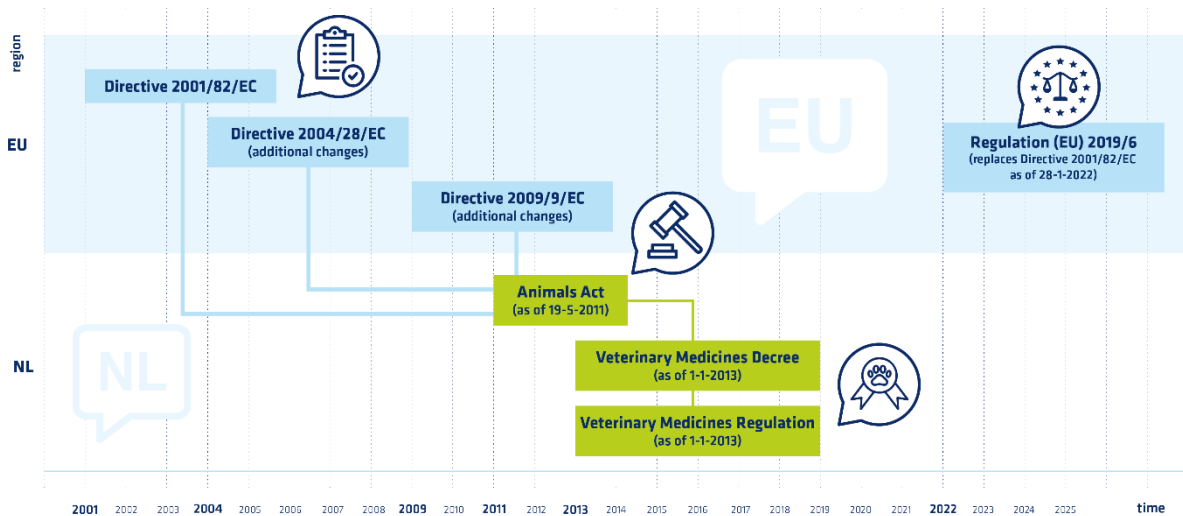 region
EU
Directive 2001/82/EC
Directive 2004/28/EC
(additional changes)
Directive 2009/9/EC
(additional changes)
EU
Regulation (EU) 2019/6
(replaces Directive 2001/82/EC
as of 28-1-2022)
NL
NL
Animals Act
(as of 19-5-2011)
Veterinary Medicines Decree
(as of 1-1-2013)
Veterinary Medicines Regulation
(as of 1-1-2013)
2001 2002 2003 2004 2005 2006 2007 2008 2009 2010 2011 2012 2013 2014 2015 2016 2017 2018 2019 2020 2021 2022 2023 2024 2025 time